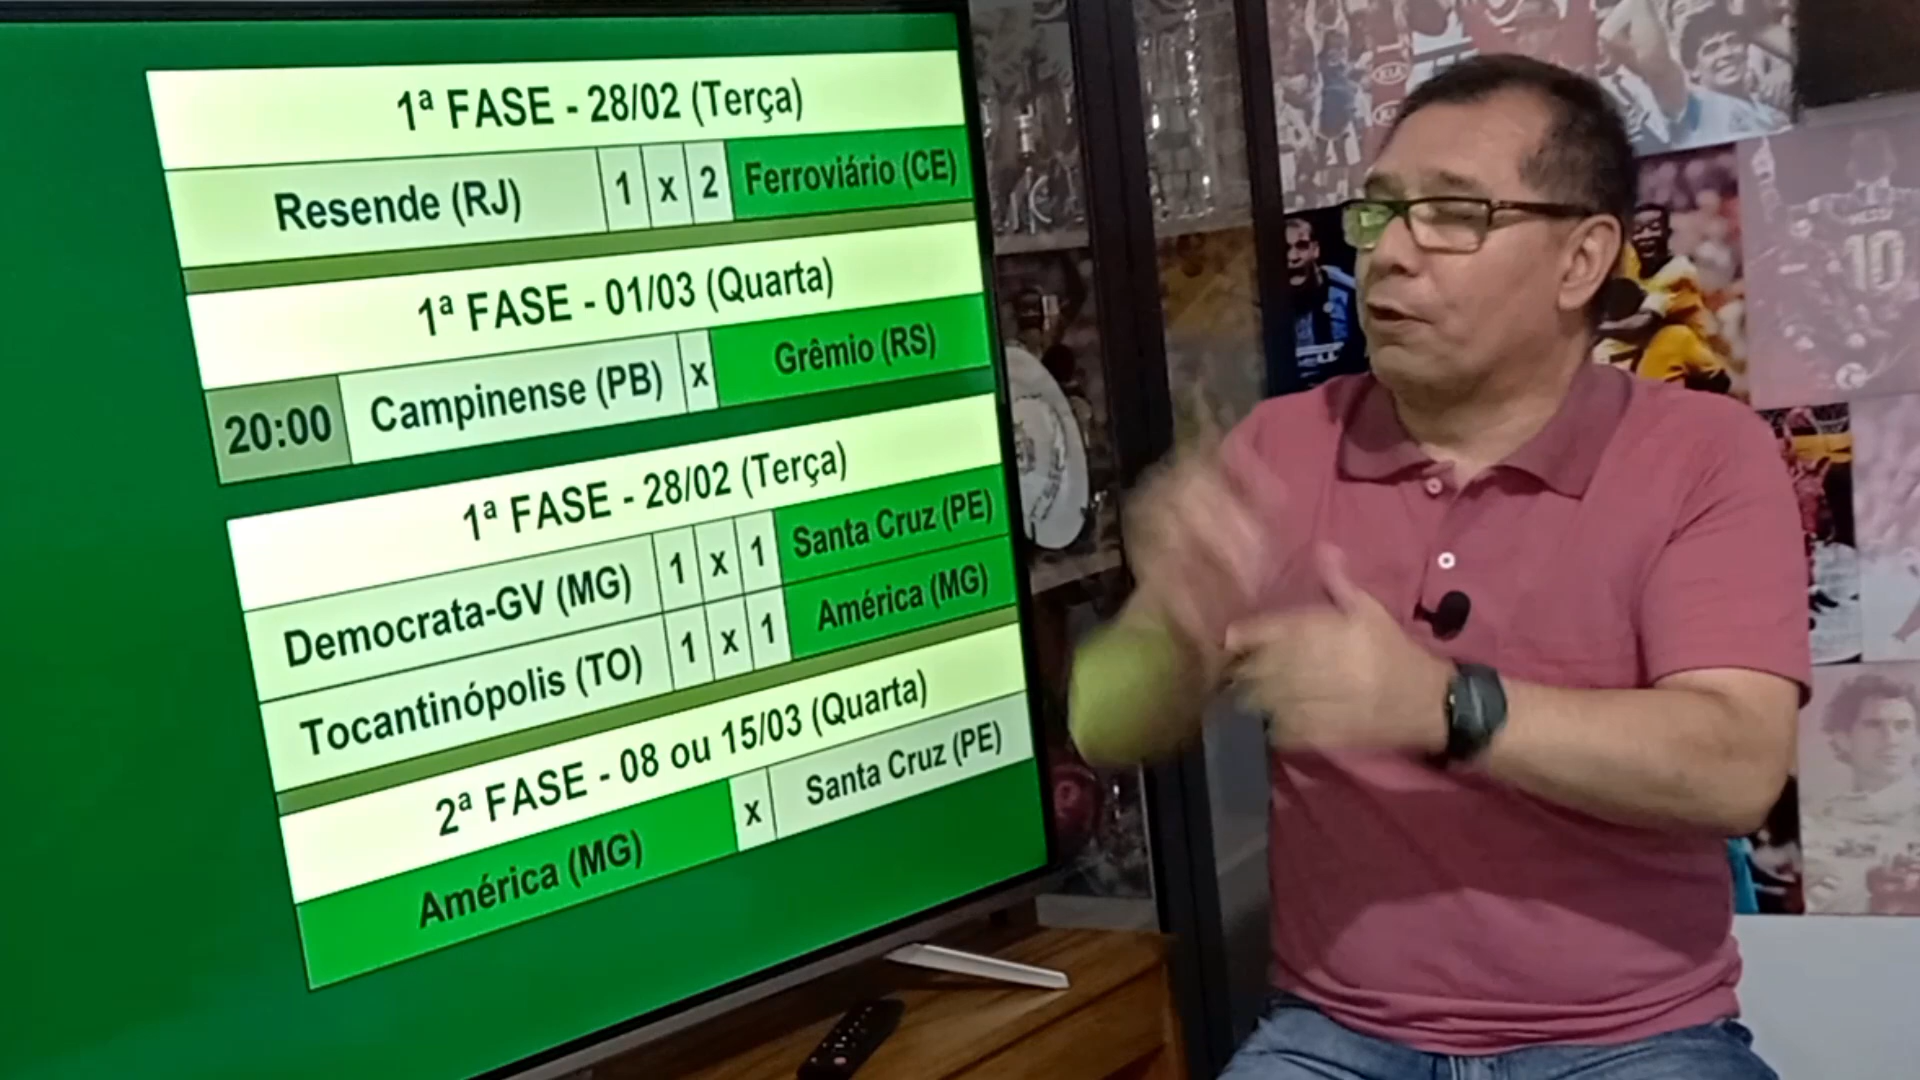 1ª FASE - 28/02 (Terça)
Resende (RJ) 1 x 2 Ferroviário (CE)
1ª FASE - 01/03 (Quarta)
20:00 Campinense (PB) x Grêmio (RS)
1ª FASE - 28/02 (Terça)
Democrata-GV (MG) 1 x 1 Santa Cruz (PE)
Tocantinópolis (TO) 1 x 1 América (MG)
2ª FASE - 08 ou 15/03 (Quarta)
América (MG) x Santa Cruz (PE)
KIA
10